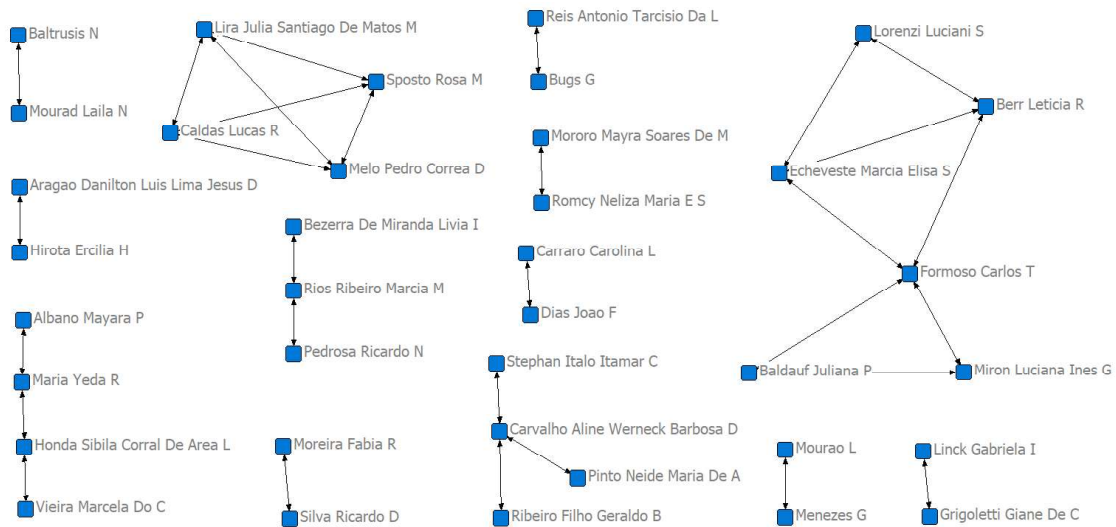 Baltrusis N
Mourad Laila N
Lira Julia Santiago De Matos M
Sposto Rosa M
Caldas Lucas R
Melo Pedro Correa D
Reis Antonio Tarcisio Da L
Bugs G
Lorenzi Luciani S
Berr Leticia R
Echeveste Marcia Elisa S
Formoso Carlos T
Baldauf Juliana P
Miron Luciana Ines G
Mororo Mayra Soares De M
Romcy Neliza Maria E S
Aragao Danilton Luis Lima Jesus D
Hirota Ercilia H
Bezerra De Miranda Livia I
Rios Ribeiro Marcia M
Pedrosa Ricardo N
Carraro Carolina L
Dias Joao F
Albano Mayara P
Maria Yeda R
Honda Sibila Corral De Area L
Vieira Marcela Do C
Stephan Italo Itamar C
Carvalho Aline Werneck Barbosa D
Pinto Neide Maria De A
Ribeiro Filho Geraldo B
Moreira Fabia R
Silva Ricardo D
Mourao L
Menezes G
Linck Gabriela I
Grigoletti Giane De C